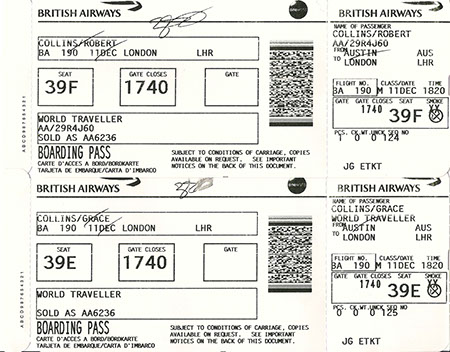 BRITISH AIRWAYS
COLLINS/ROBERT
BA 190 11DEC LONDON LHR
SEAT
39F
GATE CLOSES
1740
GATE
WORLD TRAVELLER
AA/29R4J60
SOLD AS AA6236
BOARDING PASS
CARTE D'ACCES A BORD/BORDKARTE
TARJETA DE EMBARQUE/CARTA D'IMBARCO
SUBJECT TO CONDITIONS OF CARRIAGE, COPIES
AVAILABLE ON REQUEST. SEE IMPORTANT
NOTICES ON THE BACK OF THIS DOCUMENT.
BRITISH AIRWAYS
NAME OF PASSENGER
COLLINS/ROBERT
AA/29R4J60
FROM AUSTIN AUS
TO LONDON LHR
FLIGHT NO. CLASS/DATE TIME
BA 190 M 11DEC 1820
GATE CLOSES GATE SEAT SMOKE
1740 39F
PCS. CK.WT. UNCK SEQ NO
1 0 0 124
JG ETKT
BRITISH AIRWAYS
COLLINS/GRACE
BA 190 11DEC LONDON LHR
SEAT
39E
GATE CLOSES
1740
GATE
WORLD TRAVELLER
SOLD AS AA6236
BOARDING PASS
CARTE D'ACCES A BORD/BORDKARTE
TARJETA DE EMBARQUE/CARTA D'IMBARCO
SUBJECT TO CONDITIONS OF CARRIAGE, COPIES
AVAILABLE ON REQUEST. SEE IMPORTANT
NOTICES ON THE BACK OF THIS DOCUMENT.
BRITISH AIRWAYS
NAME OF PASSENGER
COLLINS/GRACE
WORLD TRAVELLER
FROM AUSTIN AUS
TO LONDON LHR
FLIGHT NO. CLASS/DATE TIME
BA 190 M 11DEC 1820
GATE CLOSES GATE SEAT SMOKE
1740 39E
PCS. CK.WT. UNCK SEQ NO
0 0 0 125
JG ETKT